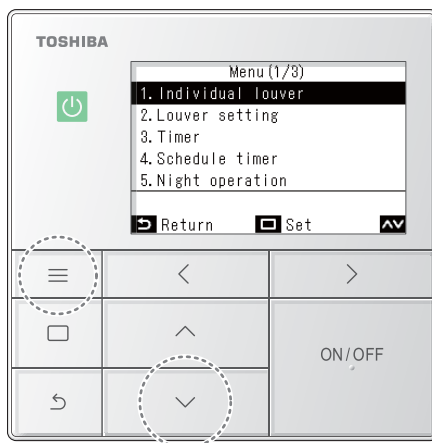 TOSHIBA
Menu(1/3)
1.Individual louver
2.Louver setting
3.Timer
4.Schedule timer
5.Night operation
Return Set
ON/OFF